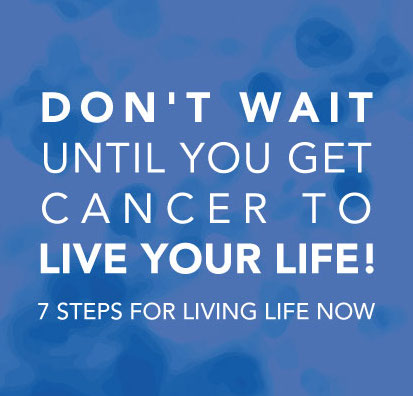 DON'T WAIT
UNTIL YOU GET
CANCER TO
LIVE YOUR LIFE!
7 STEPS FOR LIVING LIFE NOW